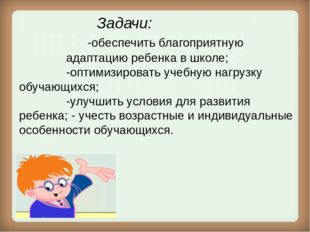 Задачи:
-обеспечить благоприятную
адаптацию ребенка в школе;
-оптимизировать учебную нагрузку
обучающихся;
-улучшить условия для развития
ребенка; - учесть возрастные и индивидуальные
особенности обучающихся.